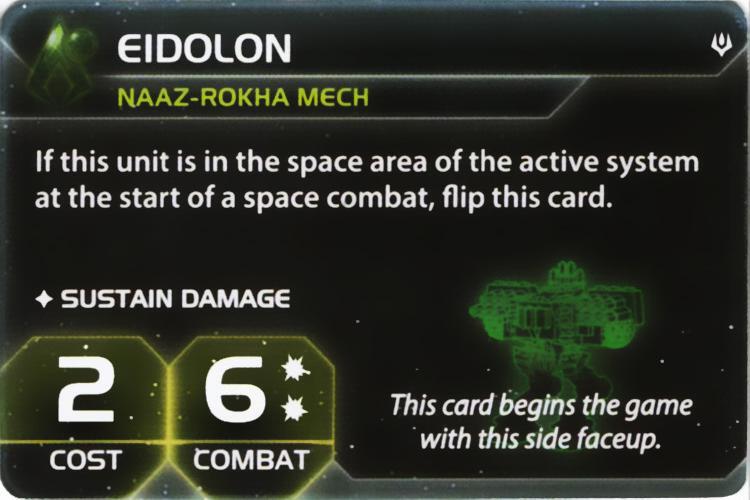 EIDOLON
NAAZ-ROKHA MECH
If this unit is in the space area of the active system
at the start of a space combat, flip this card.
SUSTAIN DAMAGE
2
COST
6
COMBAT
This card begins the game
with this side faceup.